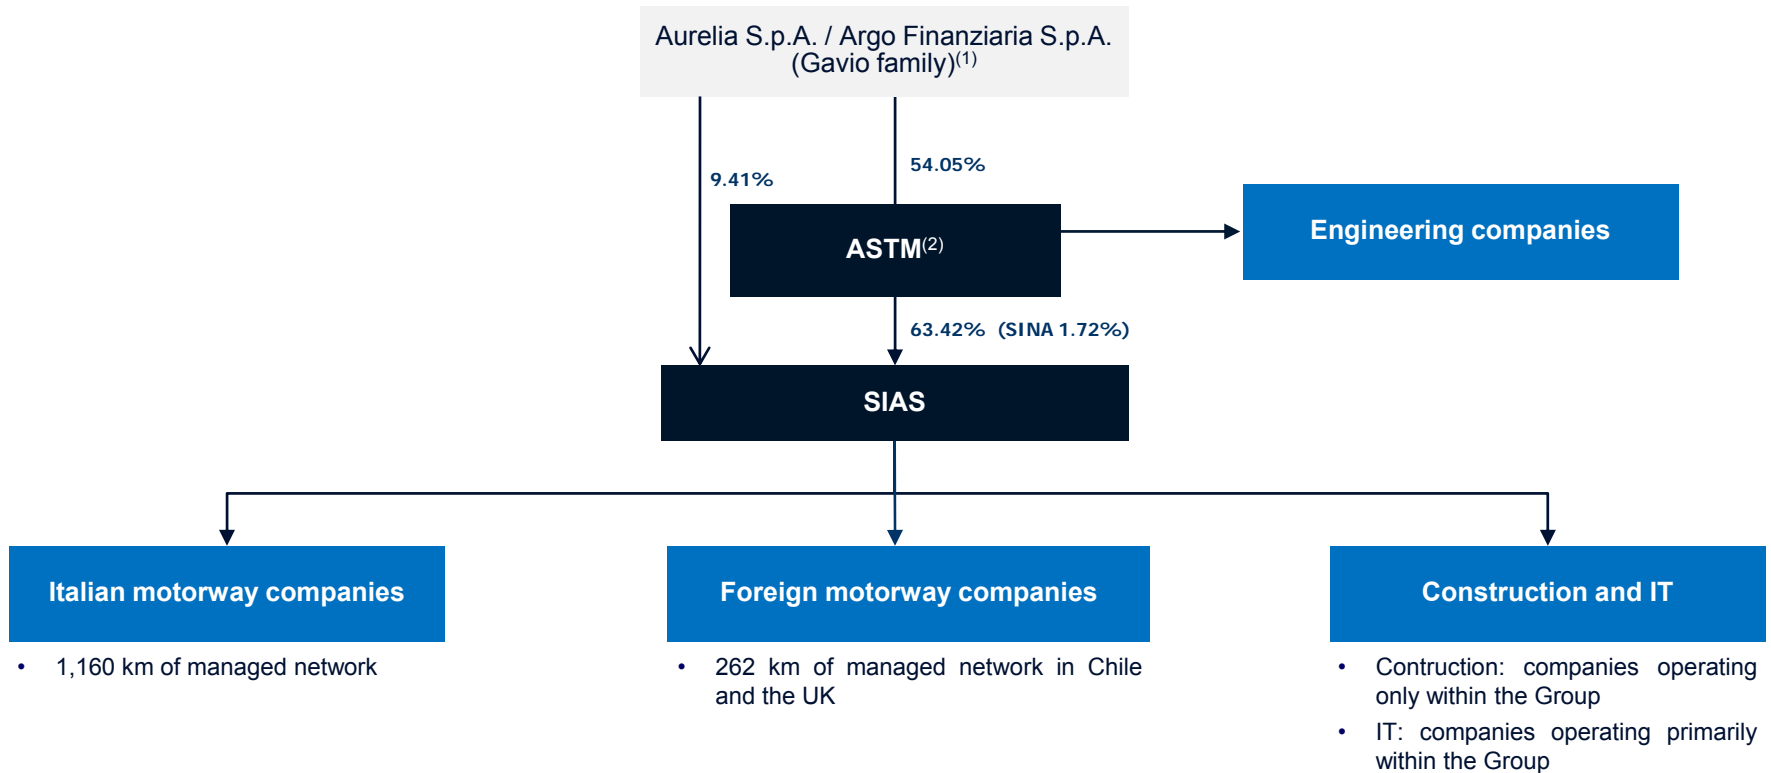 Aurelia S.p.A. / Argo Finanziaria S.p.A.
(Gavio family)(1)
9.41%
54.05%
ASTM(2)
Engineering companies
63.42% (SINA 1.72%)
SIAS
Italian motorway companies
Foreign motorway companies
Construction and IT
• 1,160 km of managed network
• 262 km of managed network in Chile
and the UK
• Contruction: companies operating
only within the Group
• IT: companies operating primarily
within the Group